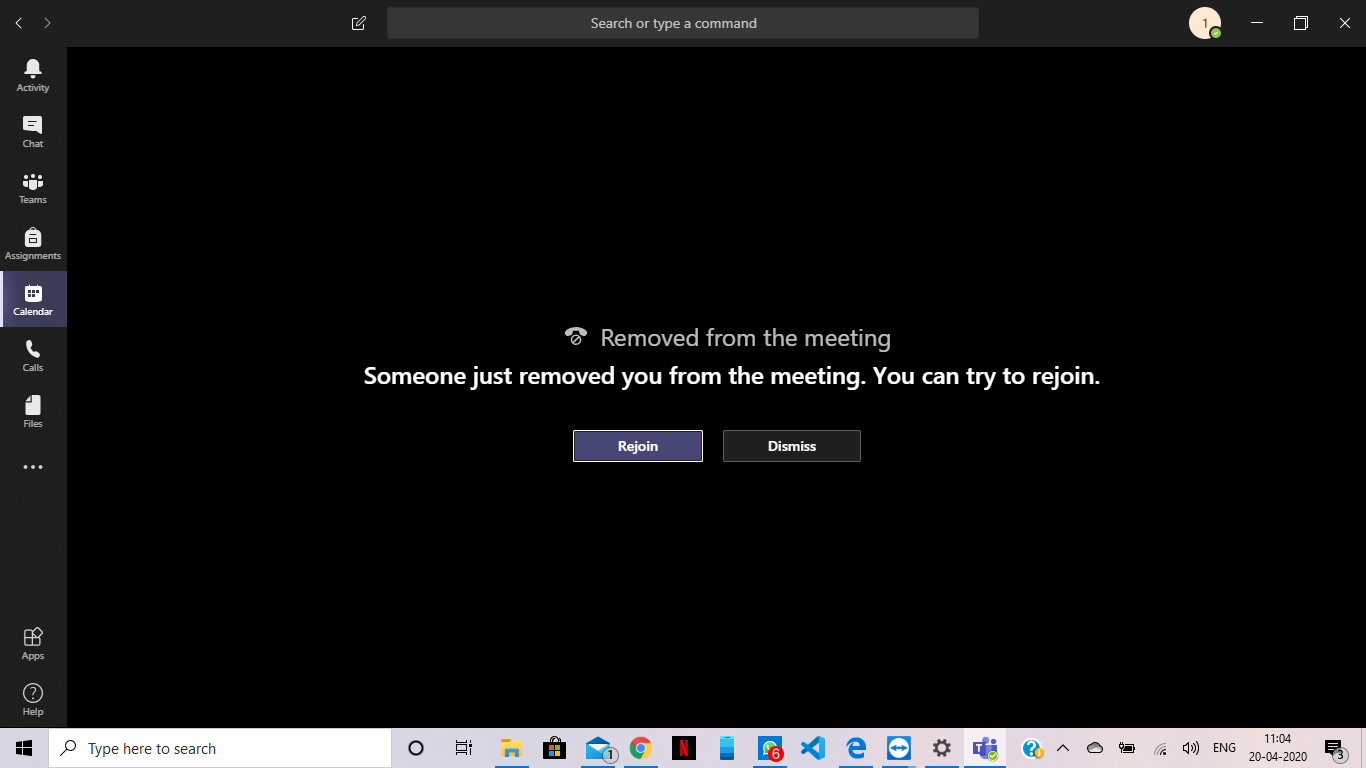 Search or type a command
1
Activity
Chat
Teams
Assignments
Calendar
Calls
Files
Removed from the meeting
Someone just removed you from the meeting. You can try to rejoin.
Rejoin
Dismiss
Apps
Help
Type here to search
1
N
6
ENG
11:04
20-04-2020
3